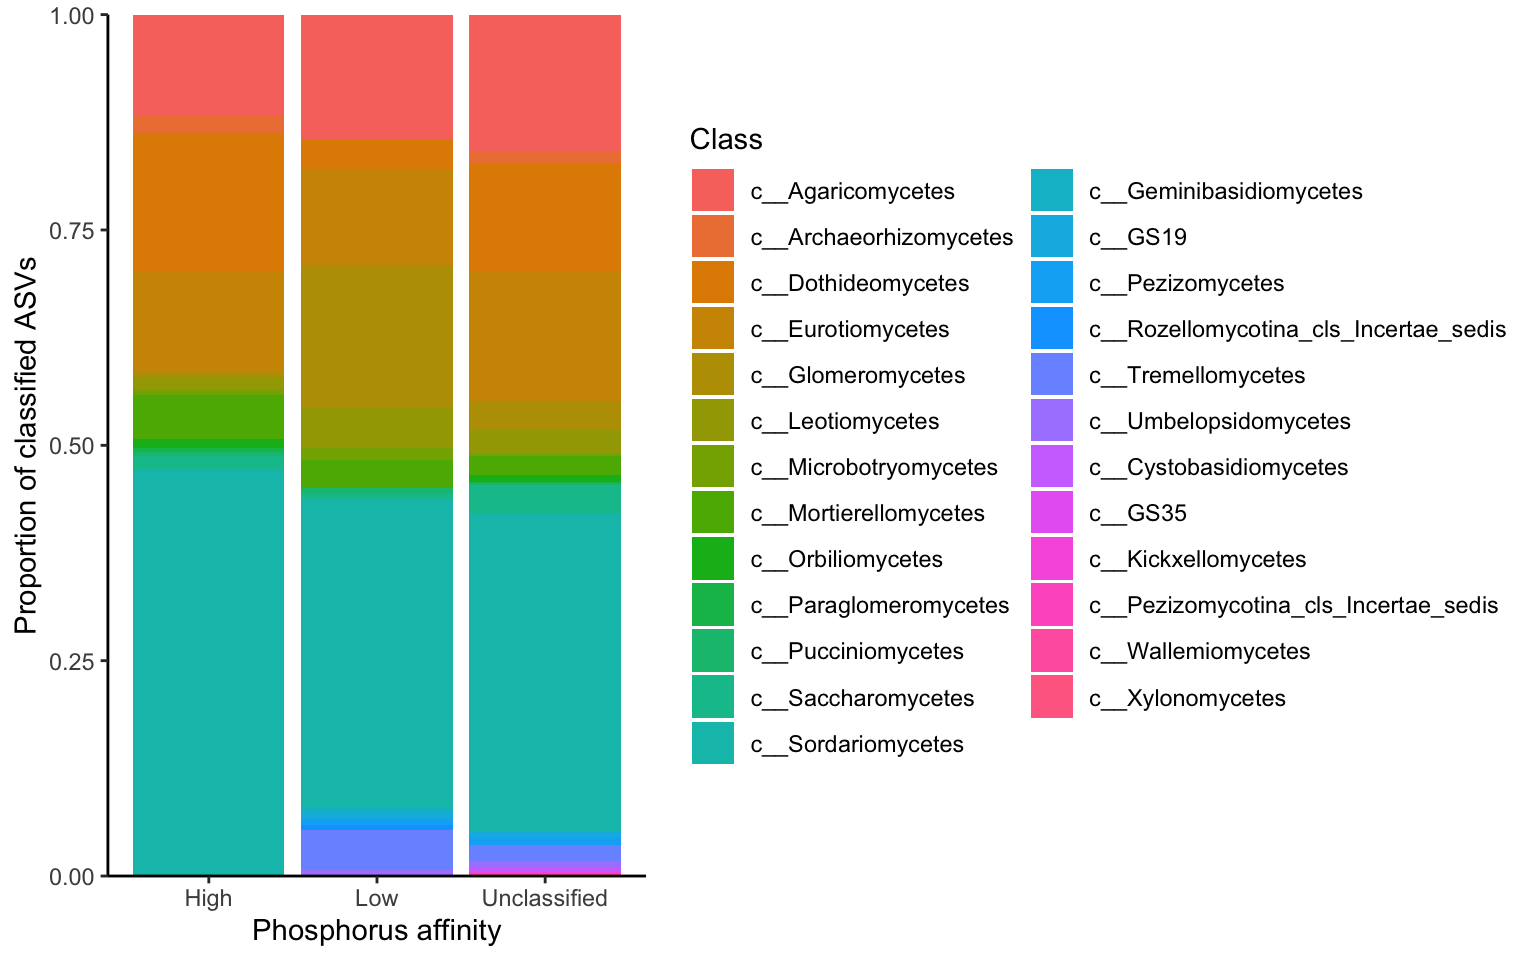 1.00
0.75
0.50
0.25
0.00
Proportion of classified ASVs
High
Low
Unclassified
Phosphorus affinity
Class
c__Agaricomycetes
c__Archaeorhizomycetes
c__Dothideomycetes
c__Eurotiomycetes
c__Glomeromycetes
c__Leotiomycetes
c__Microbotryomycetes
c__Mortierellomycetes
c__Orbiliomycetes
c__Paraglomeromycetes
c__Pucciniomycetes
c__Saccharomycetes
c__Sordariomycetes
c__Geminibasidiomycetes
c__GS19
c__Pezizomycetes
c__Rozellomycotina_cls_Incertae_sedis
c__Tremellomycetes
c__Umbelopsidomycetes
c__Cystobasidiomycetes
c__GS35
c__Kickxellomycetes
c__Pezizomycotina_cls_Incertae_sedis
c__Wallemiomycetes
c__Xylonomycetes